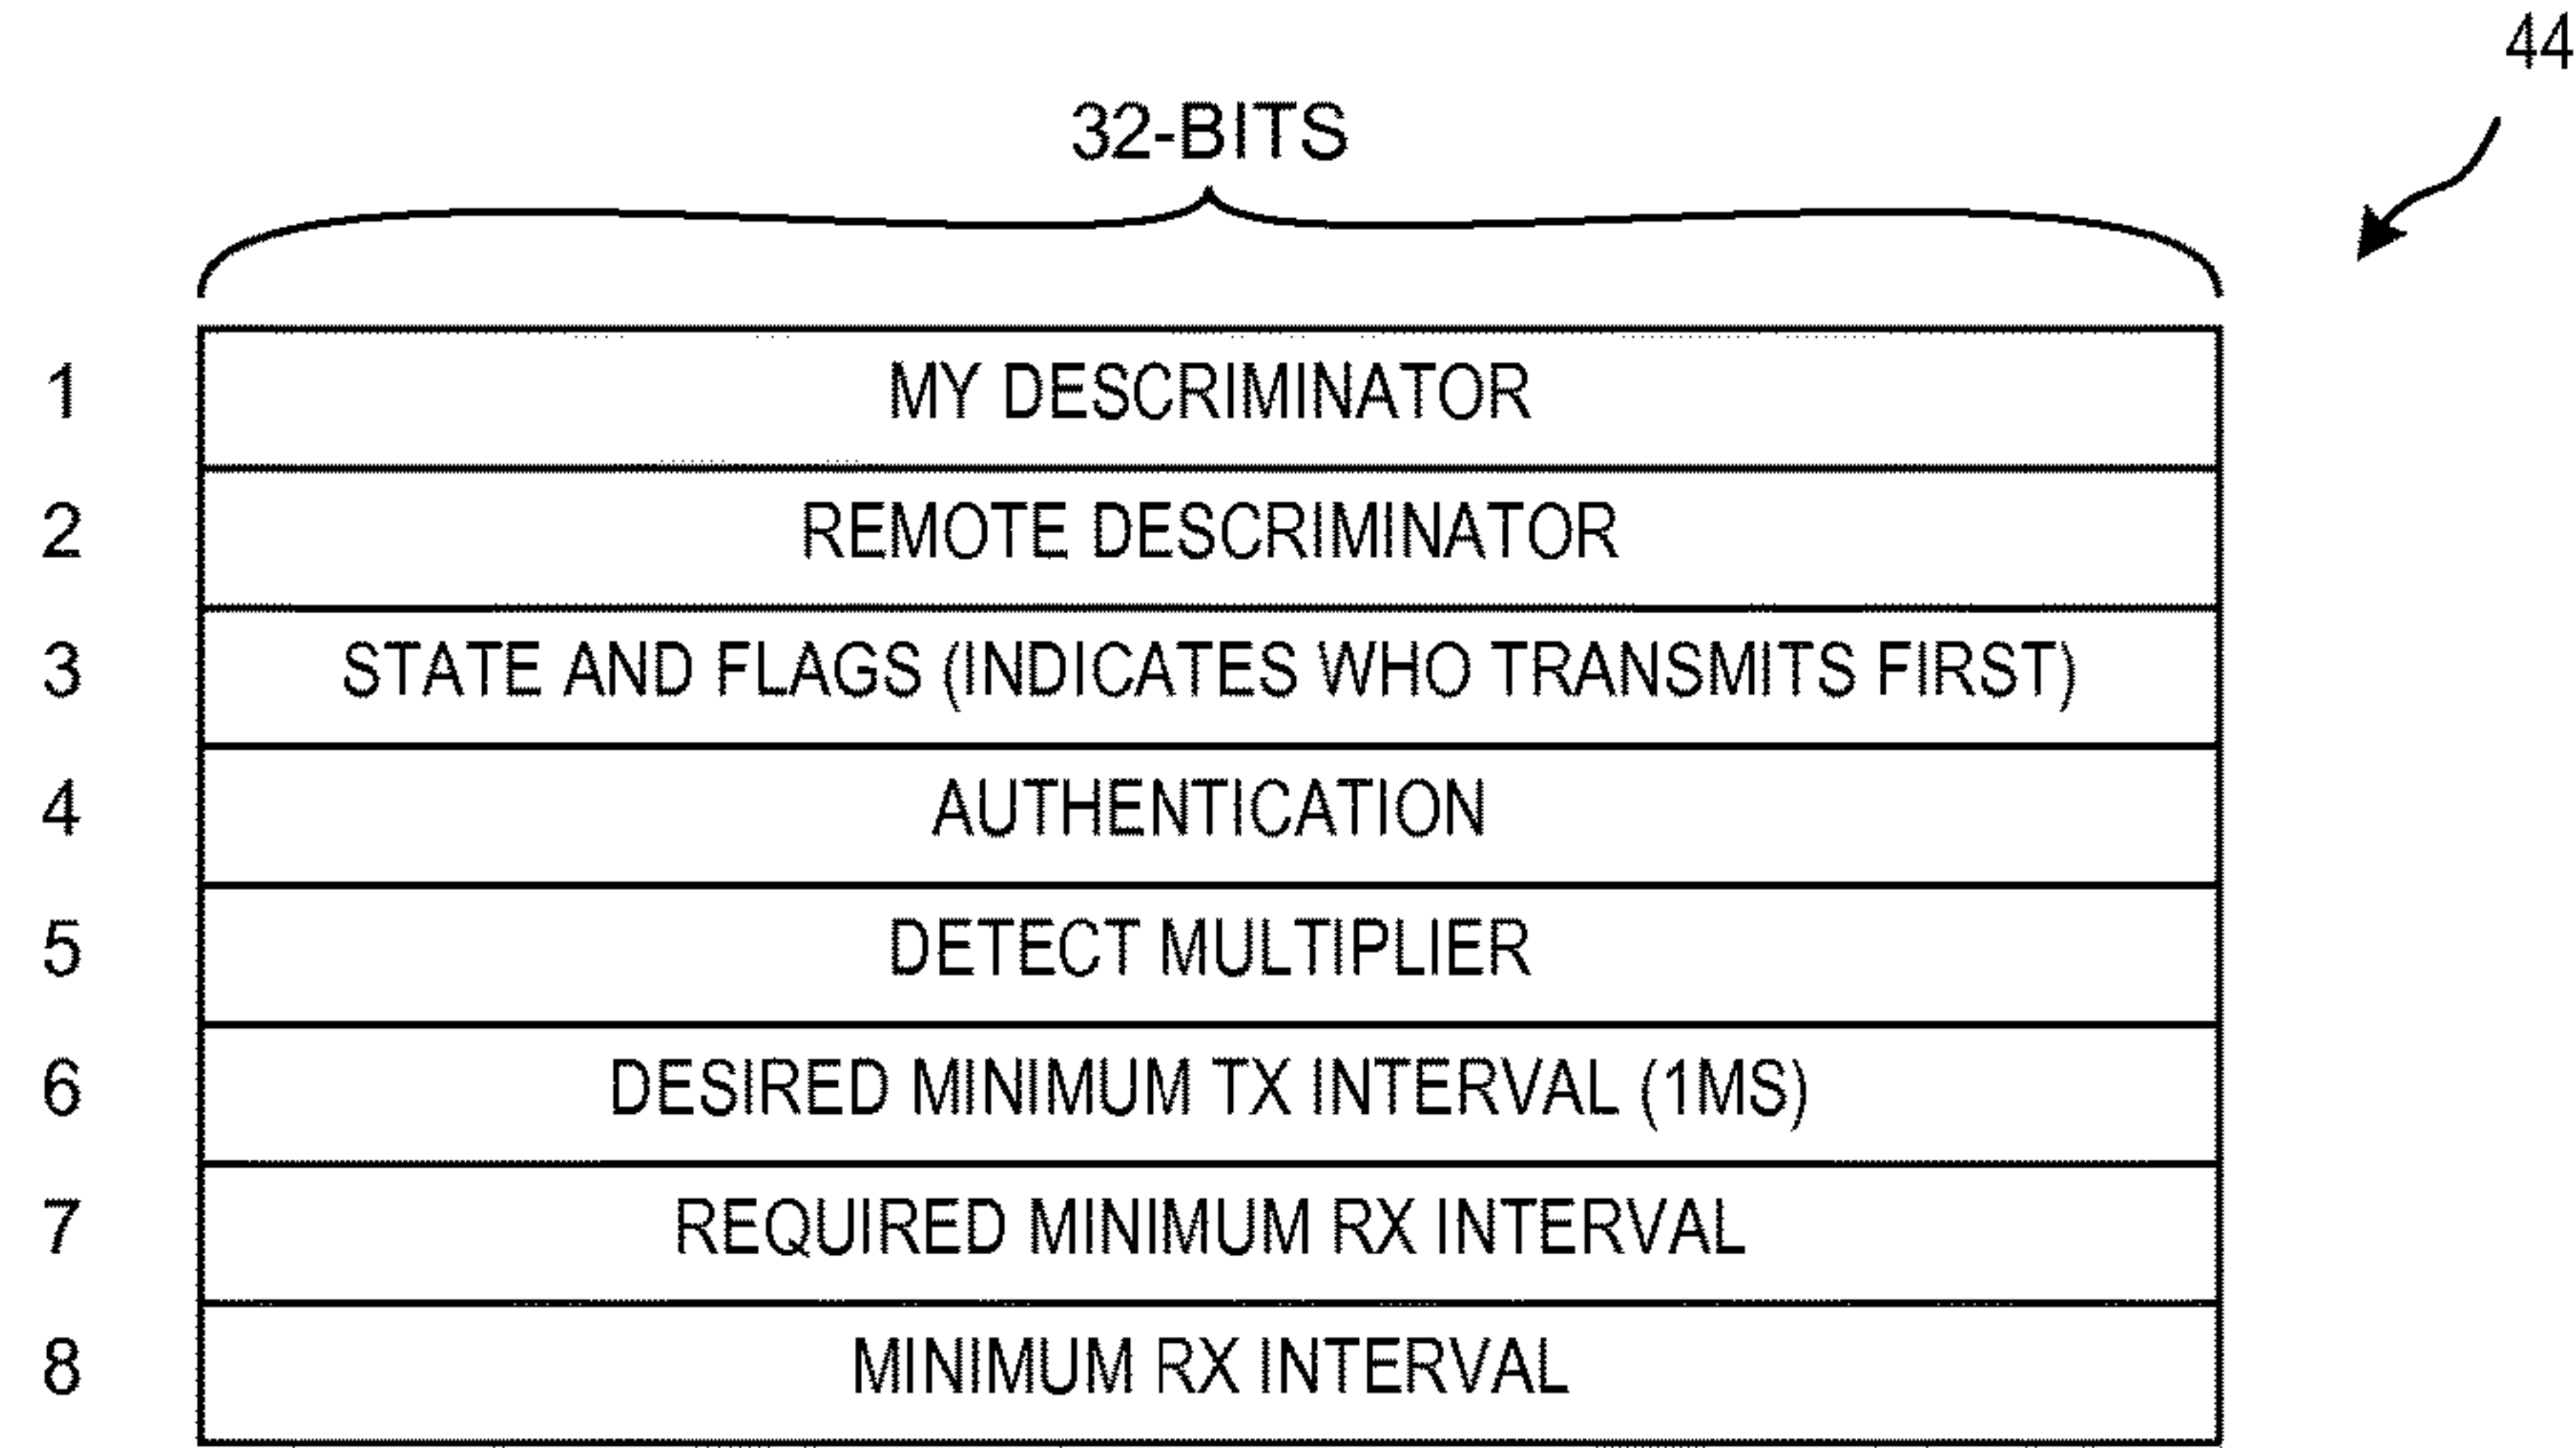 44
32-BITS
1 MY DESCRIMINATOR
2 REMOTE DESCRIMINATOR
3 STATE AND FLAGS (INDICATES WHO TRANSMITS FIRST)
4 AUTHENTICATION
5 DETECT MULTIPLIER
6 DESIRED MINIMUM TX INTERVAL (1MS)
7 REQUIRED MINIMUM RX INTERVAL
8 MINIMUM RX INTERVAL